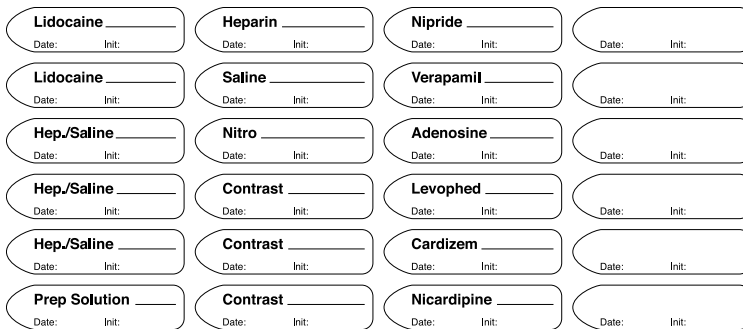 Lidocaine Heparin Nipride
Date: Init: Date: Init: Date: Init: Date: Init:
Lidocaine Saline Verapamil
Date: Init: Date: Init: Date: Init: Date: Init:
Hep./Saline Nitro Adenosine
Date: Init: Date: Init: Date: Init: Date: Init:
Hep./Saline Contrast Levophed
Date: Init: Date: Init: Date: Init: Date: Init:
Hep./Saline Contrast Cardizem
Date: Init: Date: Init: Date: Init: Date: Init:
Prep Solution Contrast Nicardipine
Date: Init: Date: Init: Date: Init: Date: Init: